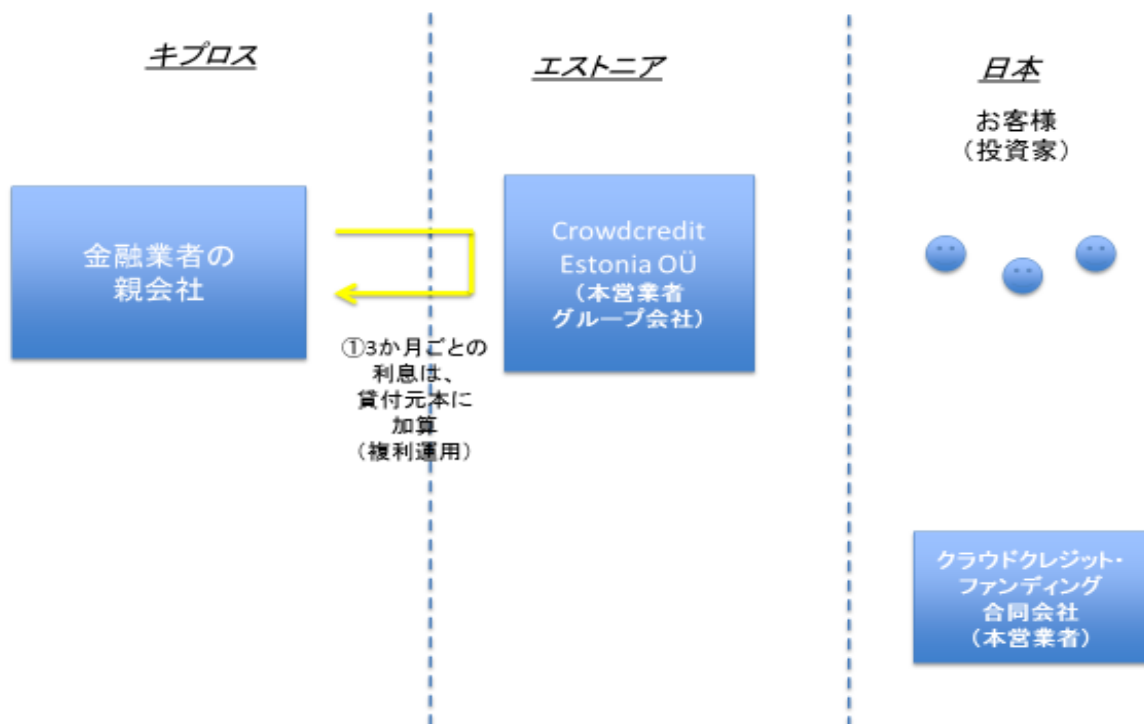 キプロス
エストニア
日本
お客様
（投資家）
金融業者の
親会社
Crowdcredit
Estonia OÜ
（本営業者
グループ会社）
①3か月ごとの
利息は、
貸付元本に
加算
（複利運用）
クラウドクレジット・
ファンディング
合同会社
（本営業者）